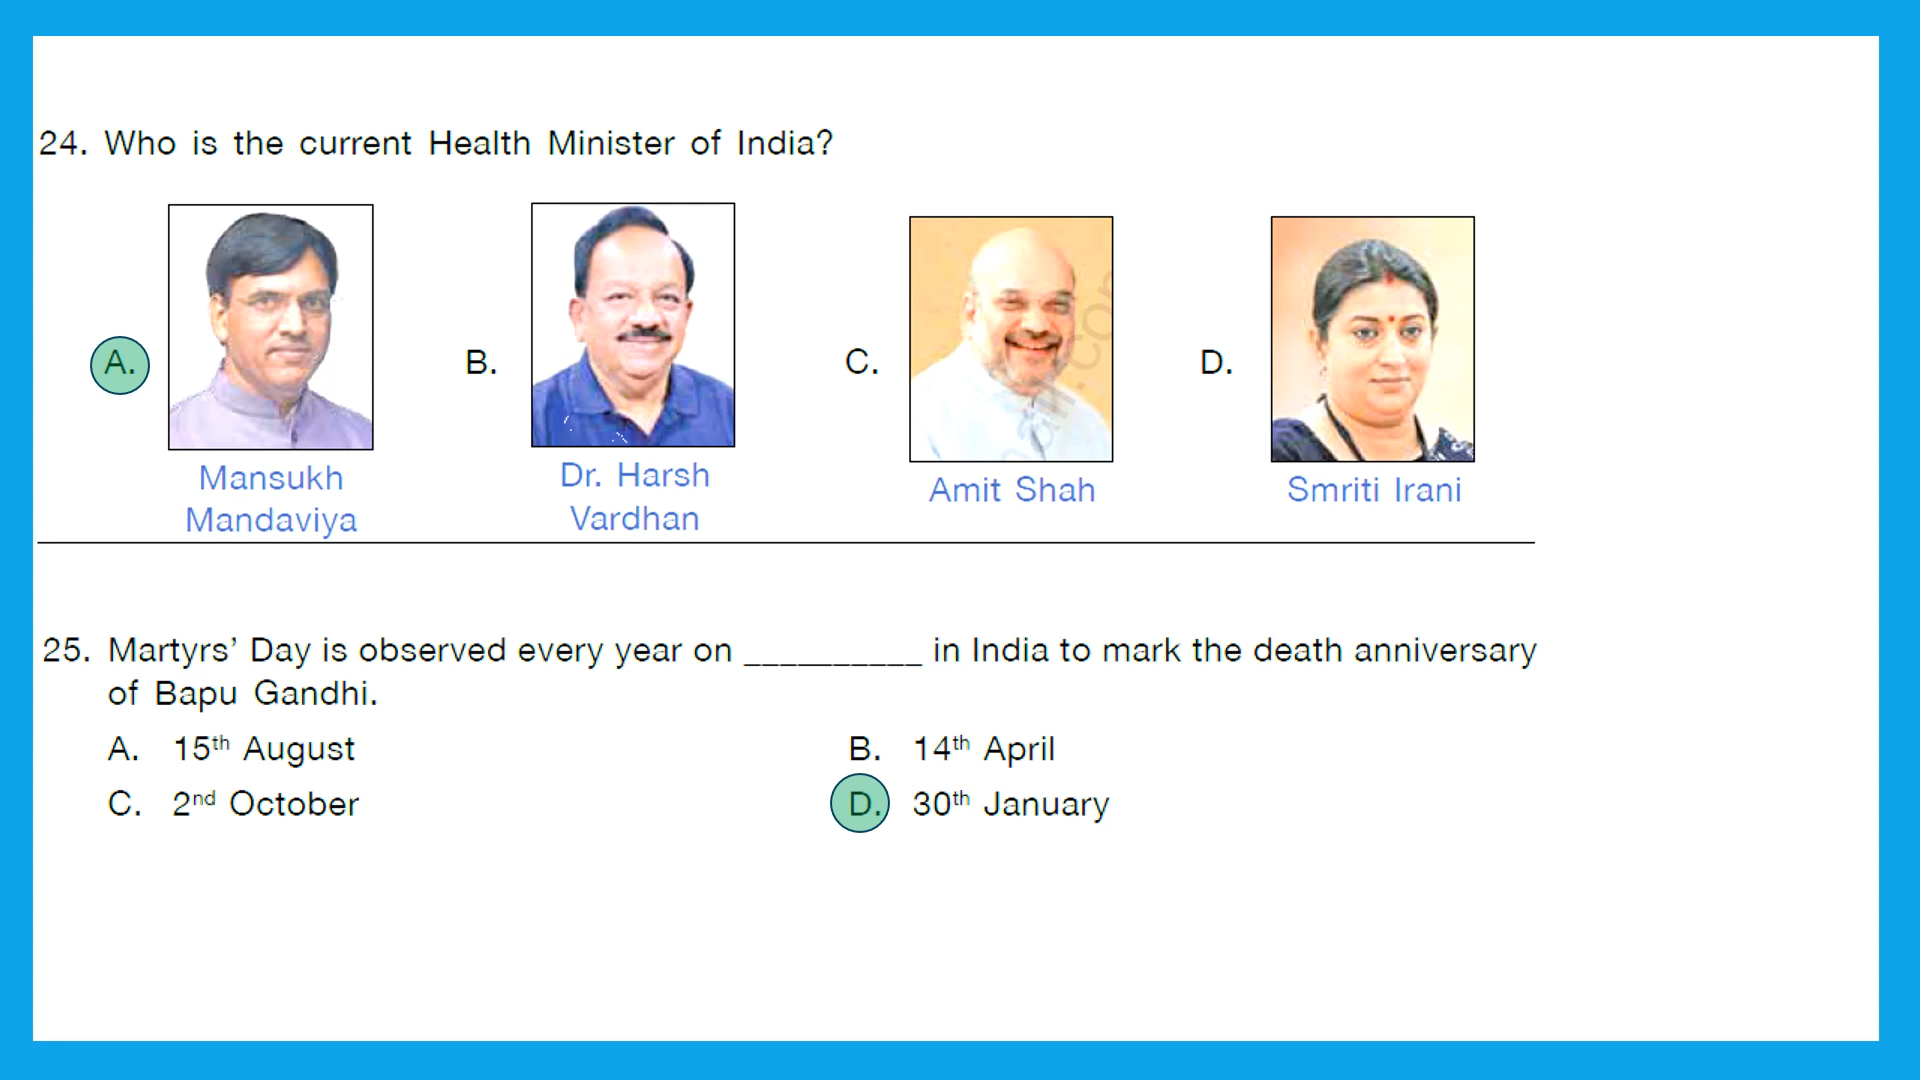 24. Who is the current Health Minister of India?
A. B. C. D.
Mansukh Mandaviya
Dr. Harsh Vardhan
Amit Shah
Smriti Irani
25. Martyrs’ Day is observed every year on __________ in India to mark the death anniversary
of Bapu Gandhi.
A. 15th August B. 14th April
C. 2nd October D. 30th January